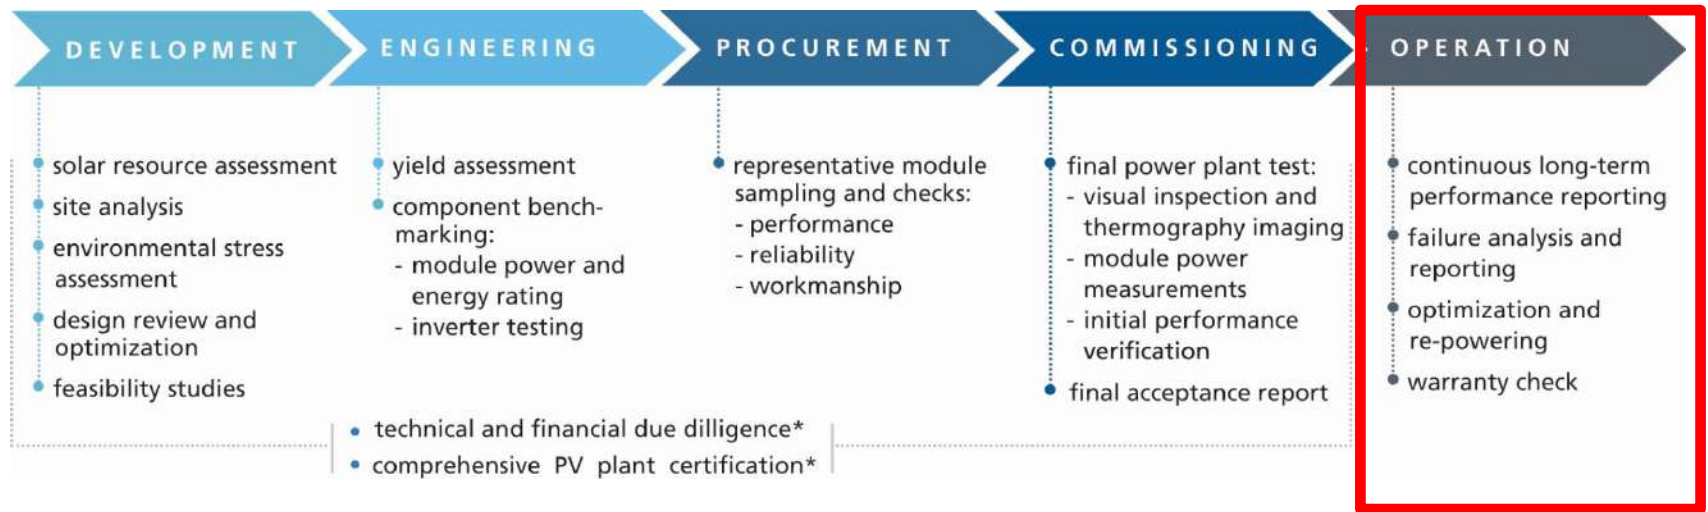 DEVELOPMENT
solar resource assessment
site analysis
environmental stress
assessment
design review and
optimization
feasibility studies
ENGINEERING
yield assessment
component bench-
marking:
- module power and
energy rating
- inverter testing
PROCUREMENT
representative module
sampling and checks:
- performance
- reliability
- workmanship
COMMISSIONING
final power plant test:
- visual inspection and
thermography imaging
- module power
measurements
- initial performance
verification
final acceptance report
OPERATION
continuous long-term
performance reporting
failure analysis and
reporting
optimization and
re-powering
warranty check
technical and financial due dilligence*
comprehensive PV plant certification*